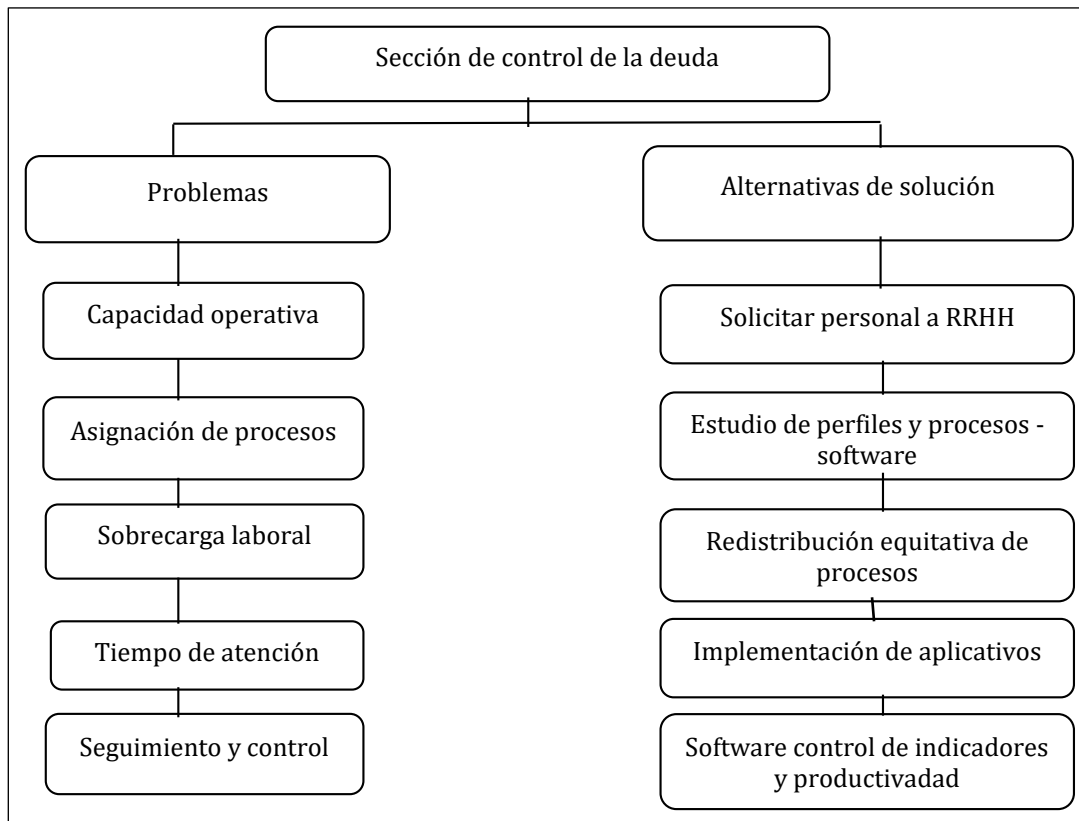 Sección de control de la deuda
Problemas
Capacidad operativa
Asignación de procesos
Sobrecarga laboral
Tiempo de atención
Seguimiento y control
Alternativas de solución
Solicitar personal a RRHH
Estudio de perfiles y procesos -
software
Redistribución equitativa de
procesos
Implementación de aplicativos
Software control de indicadores
y productivadad